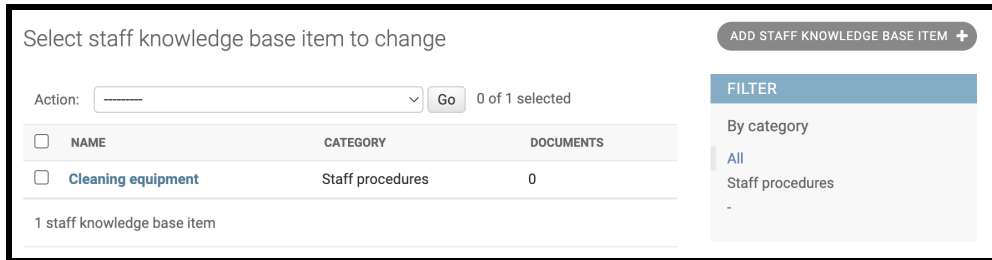 Select staff knowledge base item to change
ADD STAFF KNOWLEDGE BASE ITEM +
Action: --------- Go 0 of 1 selected
NAME CATEGORY DOCUMENTS
Cleaning equipment Staff procedures 0
1 staff knowledge base item
FILTER
By category
All
Staff procedures
-